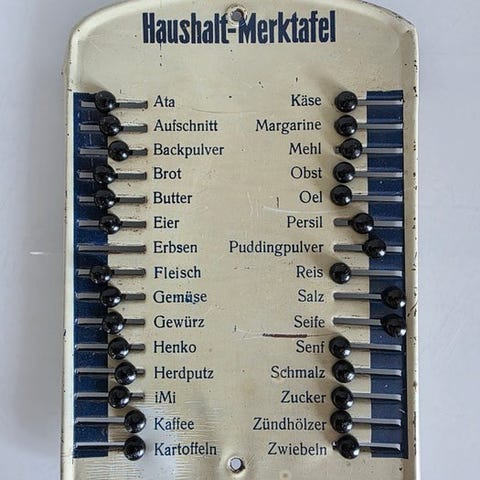 Haushalt-Merktafel
Ata
Aufschnitt
Backpulver
Brot
Butter
Eier
Erbsen
Fleisch
Gemüse
Gewürz
Henko
Herdputz
iMi
Kaffee
Kartoffeln
Käse
Margarine
Mehl
Obst
Oel
Persil
Puddingpulver
Reis
Salz
Seife
Senf
Schmalz
Zucker
Zündhölzer
Zwiebeln